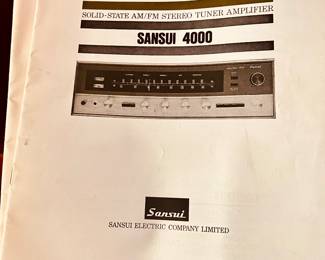 SOLID-STATE AM/FM STEREO TUNER AMPLIFIER
SANSUI 4000
Sansui
SANSUI ELECTRIC COMPANY LIMITED